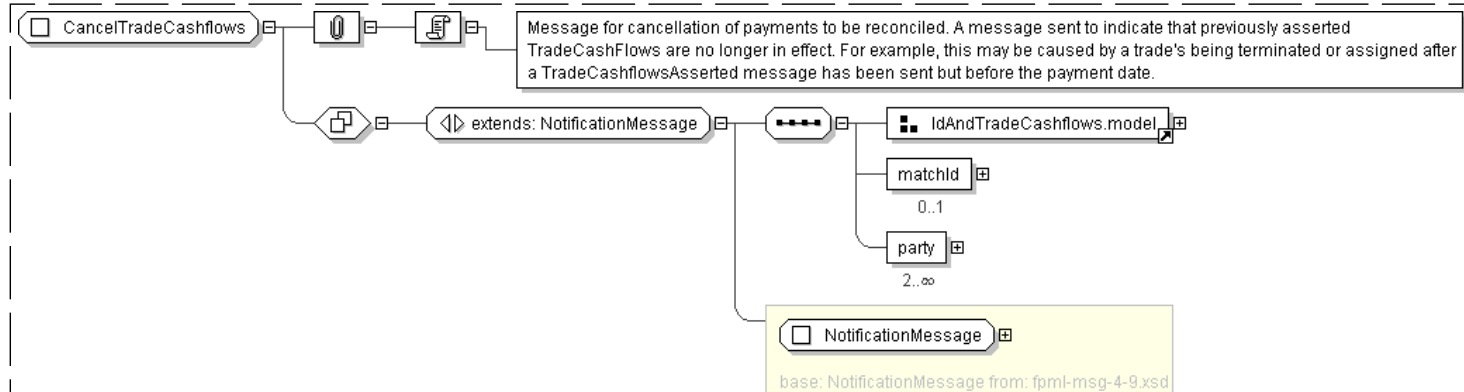 CancelTradeCashflows
Message for cancellation of payments to be reconciled. A message sent to indicate that previously asserted
TradeCashFlows are no longer in effect. For example, this may be caused by a trade's being terminated or assigned after
a TradeCashflowsAsserted message has been sent but before the payment date.
extends: NotificationMessage
IdAndTradeCashflows.model
matchId
0..1
party
2..∞
NotificationMessage
base: NotificationMessage from: fpml-msg-4-9.xsd